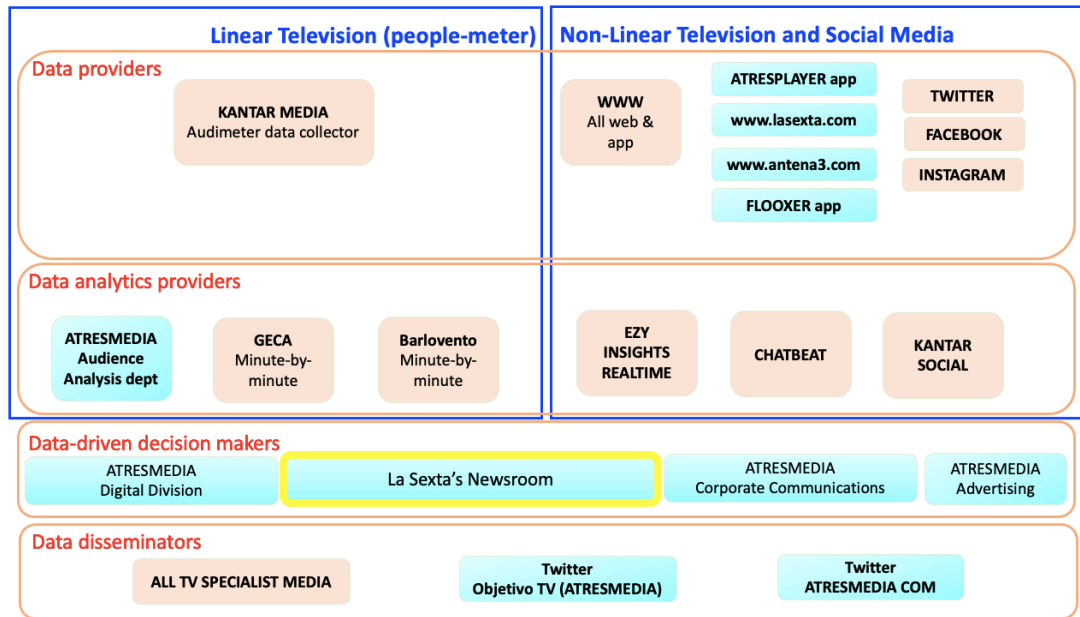 Linear Television (people-meter)
Non-Linear Television and Social Media
Data providers
KANTAR MEDIA
Audimeter data collector
WWW
All web &
app
ATRESPLAYER app
www.lasexta.com
www.antena3.com
FLOOXER app
TWITTER
FACEBOOK
INSTAGRAM
Data analytics providers
ATRESMEDIA
Audience
Analysis dept
GECA
Minute-by-
minute
Barlovento
Minute-by-
minute
EZY
INSIGHTS
REALTIME
CHATBEAT
KANTAR
SOCIAL
Data-driven decision makers
ATRESMEDIA
Digital Division
La Sexta’s Newsroom
ATRESMEDIA
Corporate Communications
ATRESMEDIA
Advertising
Data disseminators
ALL TV SPECIALIST MEDIA
Twitter
Objetivo TV (ATRESMEDIA)
Twitter
ATRESMEDIA COM